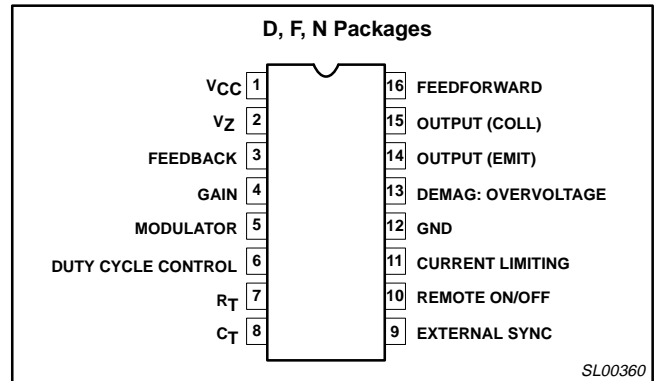 D, F, N Packages
VCC 1 16 FEEDFORWARD
VZ 2 15 OUTPUT (COLL)
FEEDBACK 3 14 OUTPUT (EMIT)
GAIN 4 13 DEMAG: OVERVOLTAGE
MODULATOR 5 12 GND
DUTY CYCLE CONTROL 6 11 CURRENT LIMITING
RT 7 10 REMOTE ON/OFF
CT 8 9 EXTERNAL SYNC
SL00360